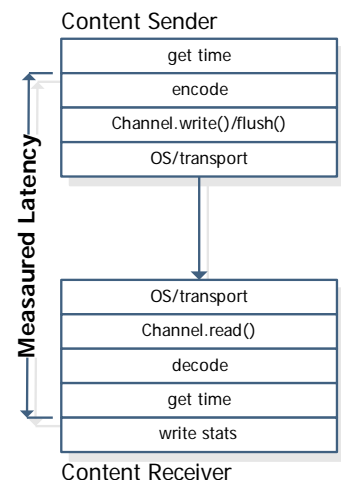 Content Sender
get time
encode
Channel.write()/flush()
OS/transport
Measaured Latency
OS/transport
Channel.read()
decode
get time
write stats
Content Receiver